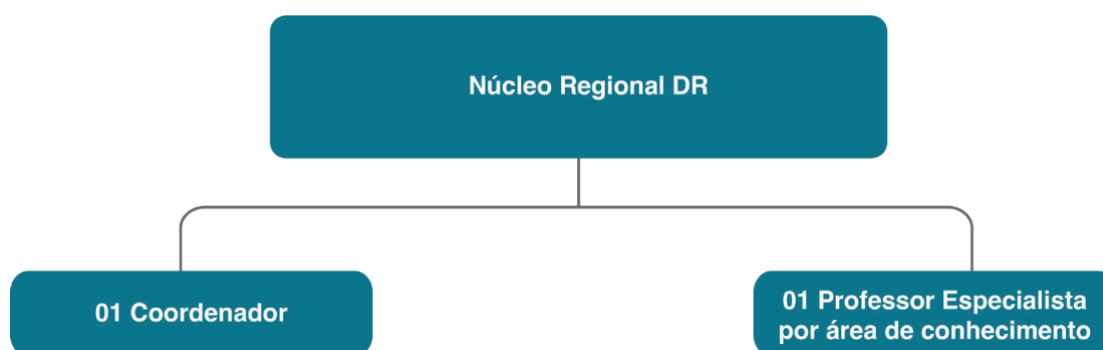 Núcleo Regional DR
01 Coordenador
01 Professor Especialista
por área de conhecimento